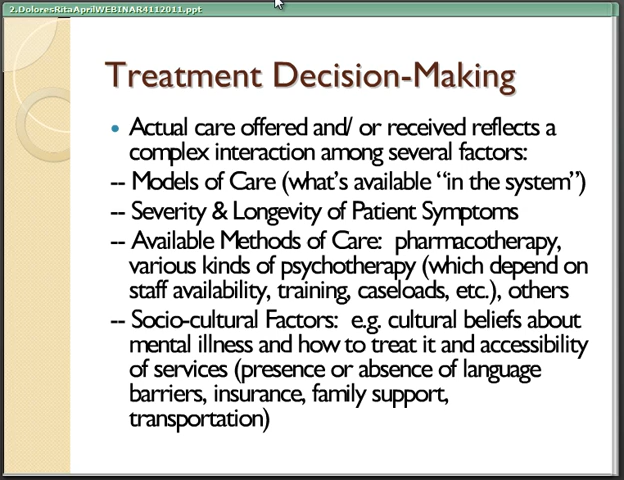 2.DoloresRitaAprilWEBINAR4112011.ppt
Treatment Decision-Making
• Actual care offered and/ or received reflects a
complex interaction among several factors:
-- Models of Care (what's available “in the system”)
-- Severity & Longevity of Patient Symptoms
-- Available Methods of Care:  pharmacotherapy,
various kinds of psychotherapy (which depend on
staff availability, training, caseloads, etc.), others
-- Socio-cultural Factors:  e.g. cultural beliefs about
mental illness and how to treat it and accessibility
of services (presence or absence of language
barriers, insurance, family support,
transportation)